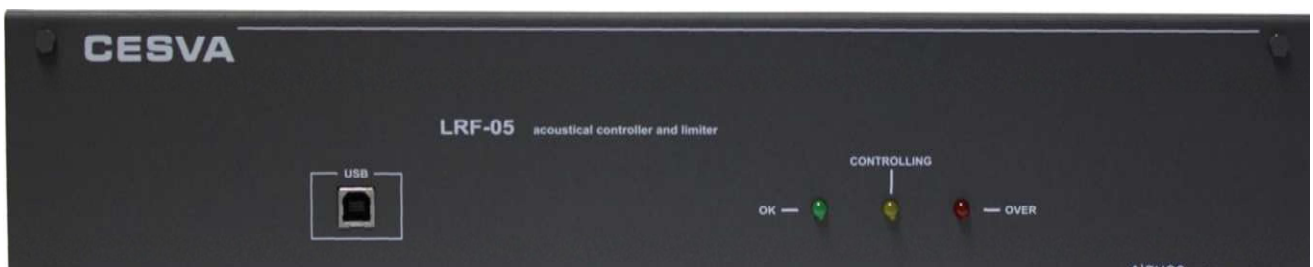 CESVA
LRF-05 acoustical controller and limiter
USB
CONTROLLING
OK
OVER